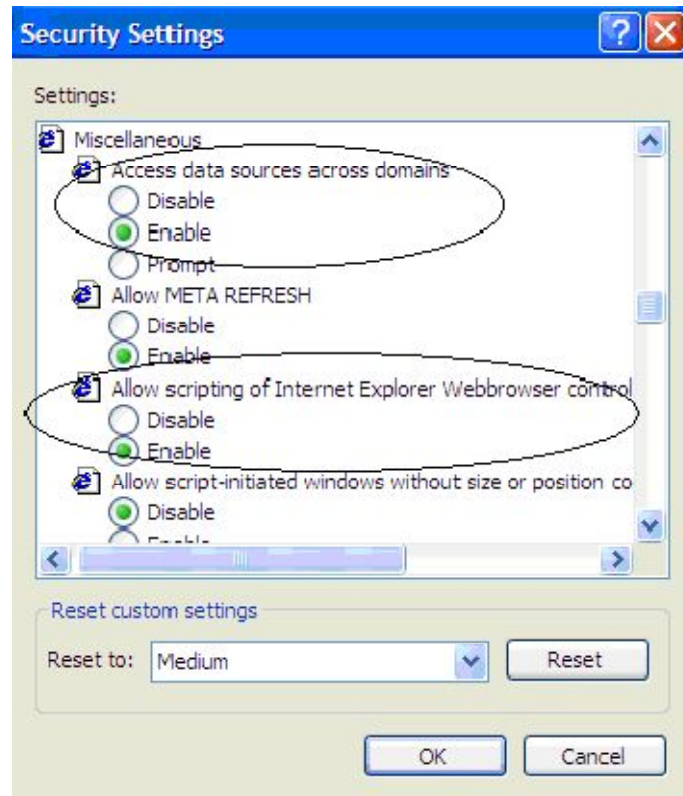 Security Settings
Settings:
Miscellaneous
Access data sources across domains
Disable
Enable
Prompt
Allow META REFRESH
Disable
Enable
Allow scripting of Internet Explorer Webbrowser control
Disable
Enable
Allow script-initiated windows without size or position co
Disable
Enable
Reset custom settings
Reset to:
Medium
Reset
OK
Cancel